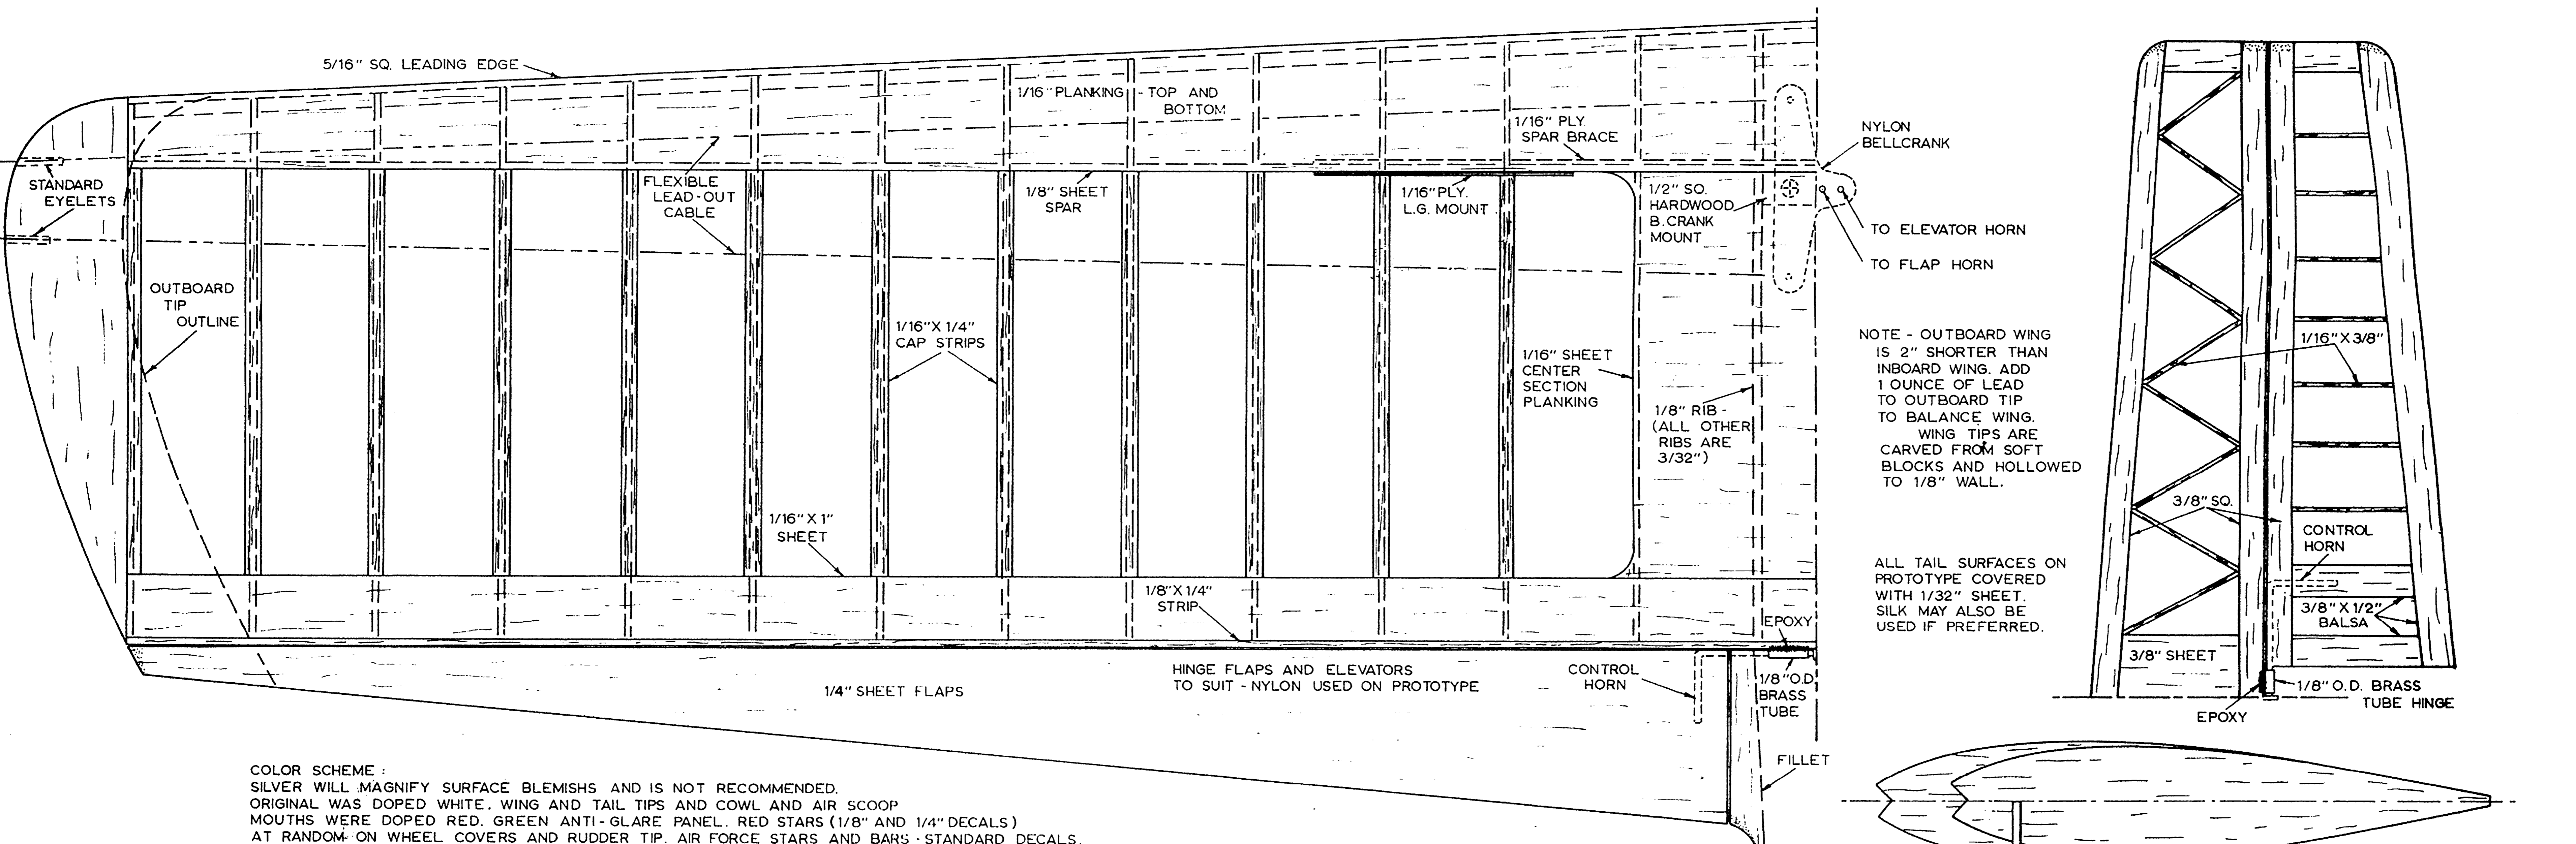 5/16" SQ. LEADING EDGE
1/16" PLANKING - TOP AND
BOTTOM
1/16" PLY
SPAR BRACE
NYLON
BELLCRANK
STANDARD
EYELETS
FLEXIBLE
LEAD-OUT
CABLE
1/8" SHEET
SPAR
1/16" PLY.
L.G. MOUNT
1/2" SQ.
HARDWOOD
B.CRANK
MOUNT
TO ELEVATOR HORN
TO FLAP HORN
OUTBOARD
TIP
OUTLINE
1/16" X 1/4"
CAP STRIPS
1/16" SHEET
CENTER
SECTION
PLANKING
1/8" RIB -
(ALL OTHER
RIBS ARE
3/32")
NOTE - OUTBOARD WING
IS 2" SHORTER THAN
INBOARD WING. ADD
1 OUNCE OF LEAD
TO OUTBOARD TIP
TO BALANCE WING.
WING TIPS ARE
CARVED FROM SOFT
BLOCKS AND HOLLOWED
TO 1/8" WALL.
1/16" X 3/8"
3/8" SQ.
CONTROL
HORN
1/16" X 1"
SHEET
1/8" X 1/4"
STRIP
ALL TAIL SURFACES ON
PROTOTYPE COVERED
WITH 1/32" SHEET.
SILK MAY ALSO BE
USED IF PREFERRED.
3/8" X 1/2"
BALSA
EPOXY
3/8" SHEET
1/4" SHEET FLAPS
HINGE FLAPS AND ELEVATORS
TO SUIT - NYLON USED ON PROTOTYPE
CONTROL
HORN
1/8" O.D.
BRASS
TUBE
1/8" O.D. BRASS
TUBE HINGE
EPOXY
FILLET
COLOR SCHEME :
SILVER WILL MAGNIFY SURFACE BLEMISHS AND IS NOT RECOMMENDED.
ORIGINAL WAS DOPED WHITE. WING AND TAIL TIPS AND COWL AND AIR SCOOP
MOUTHS WERE DOPED RED. GREEN ANTI-GLARE PANEL. RED STARS (1/8" AND 1/4" DECALS)
AT RANDOM ON WHEEL COVERS AND RUDDER TIP. AIR FORCE STARS AND BARS - STANDARD DECALS.